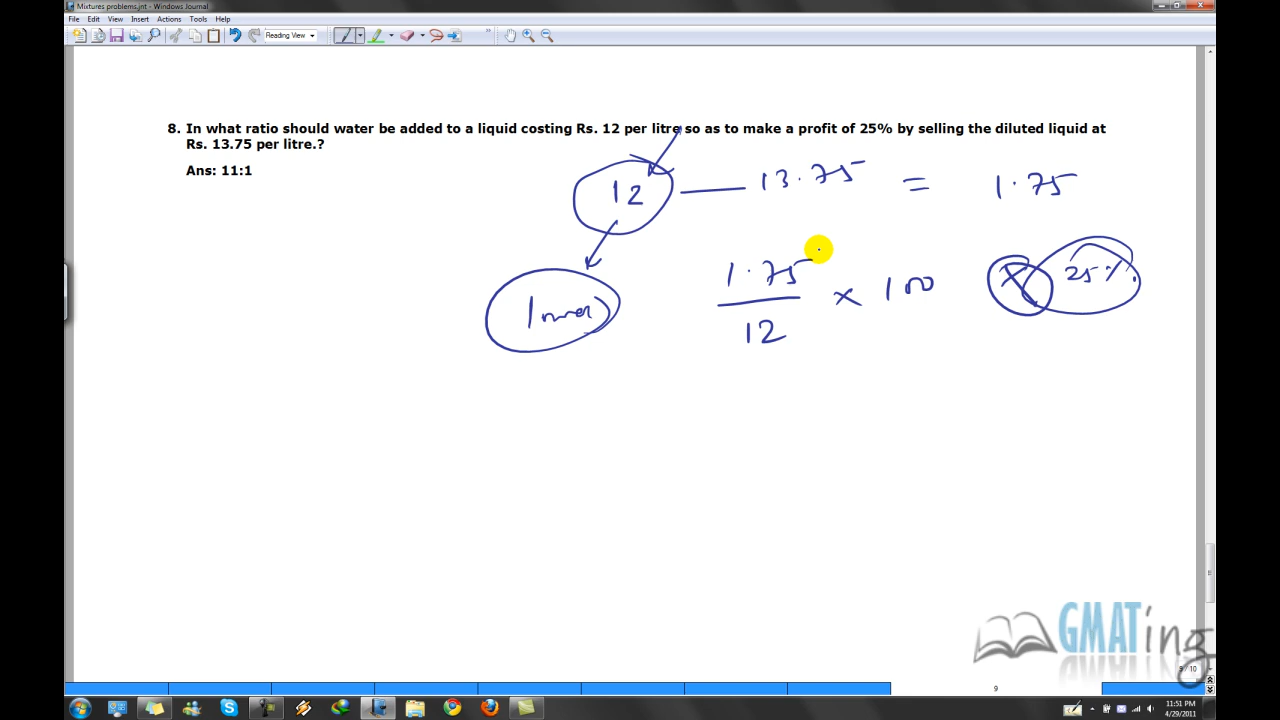 Mixtures problems.jnt - Windows Journal
File Edit View Insert Actions Tools Help
Reading View
8. In what ratio should water be added to a liquid costing Rs. 12 per litre so as to make a profit of 25% by selling the diluted liquid at
Rs. 13.75 per litre.?
Ans: 11:1
12 — 13.75 = 1.75
1.75
12
x 100
25%.
GMATing
9
11:51 PM
4/29/2011